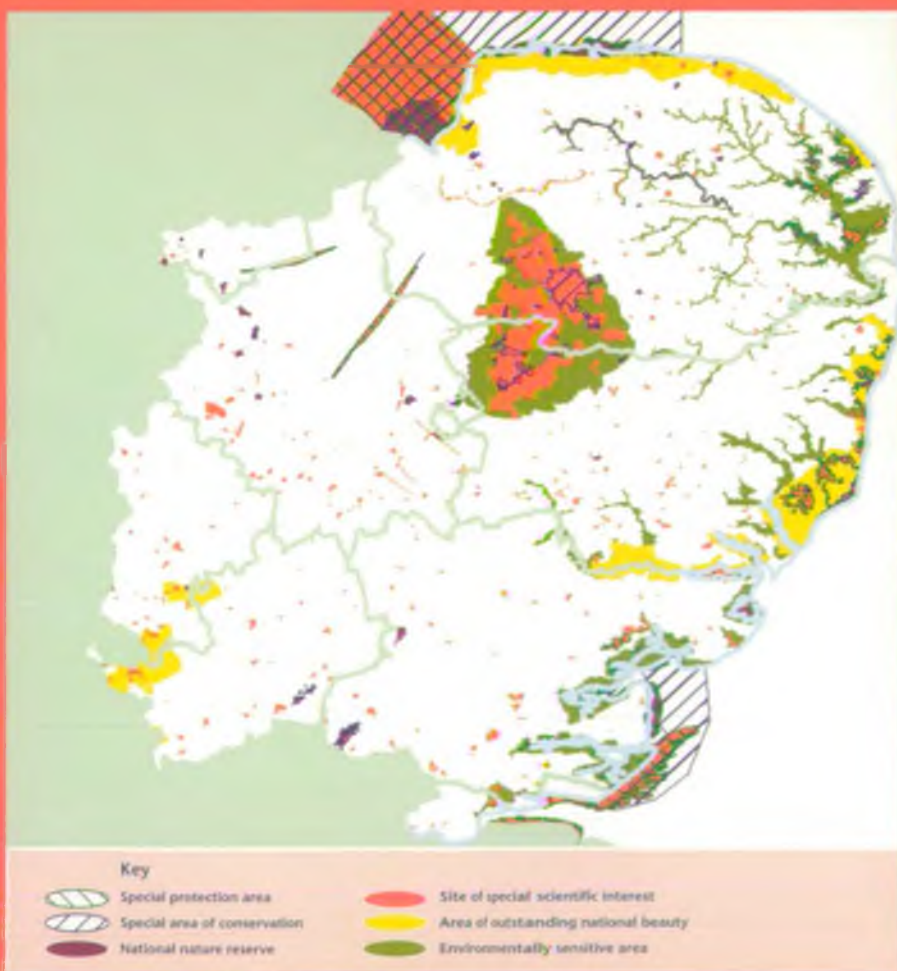 Key
Special protection area
Special area of conservation
National nature reserve
Site of special scientific interest
Area of outstanding national beauty
Environmentally sensitive area